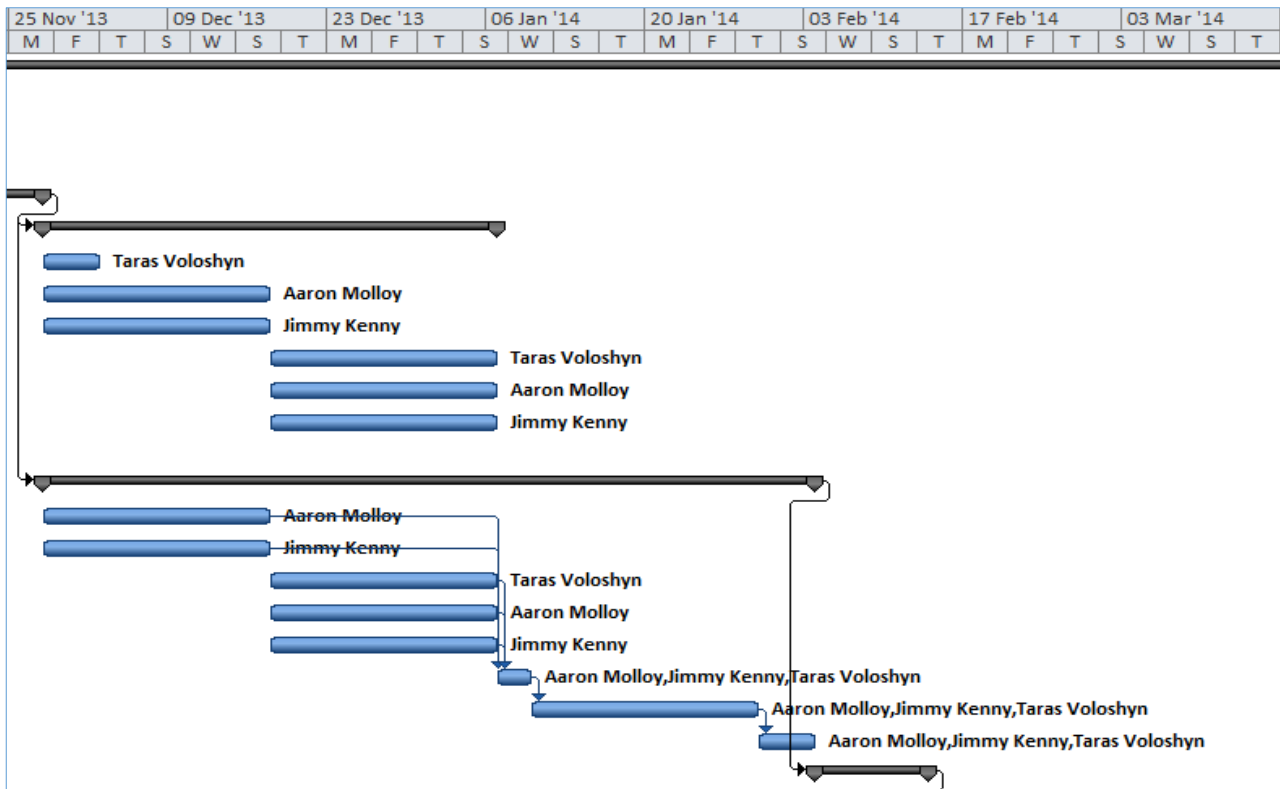 25 Nov '13 09 Dec '13 23 Dec '13 06 Jan '14 20 Jan '14 03 Feb '14 17 Feb '14 03 Mar '14
M F T S W S T M F T S W S T M F T S W S T M F T S W S T
Taras Voloshyn
Aaron Molloy
Jimmy Kenny
Taras Voloshyn
Aaron Molloy
Jimmy Kenny
Aaron Molloy
Jimmy Kenny
Taras Voloshyn
Aaron Molloy
Jimmy Kenny
Aaron Molloy,Jimmy Kenny,Taras Voloshyn
Aaron Molloy,Jimmy Kenny,Taras Voloshyn
Aaron Molloy,Jimmy Kenny,Taras Voloshyn